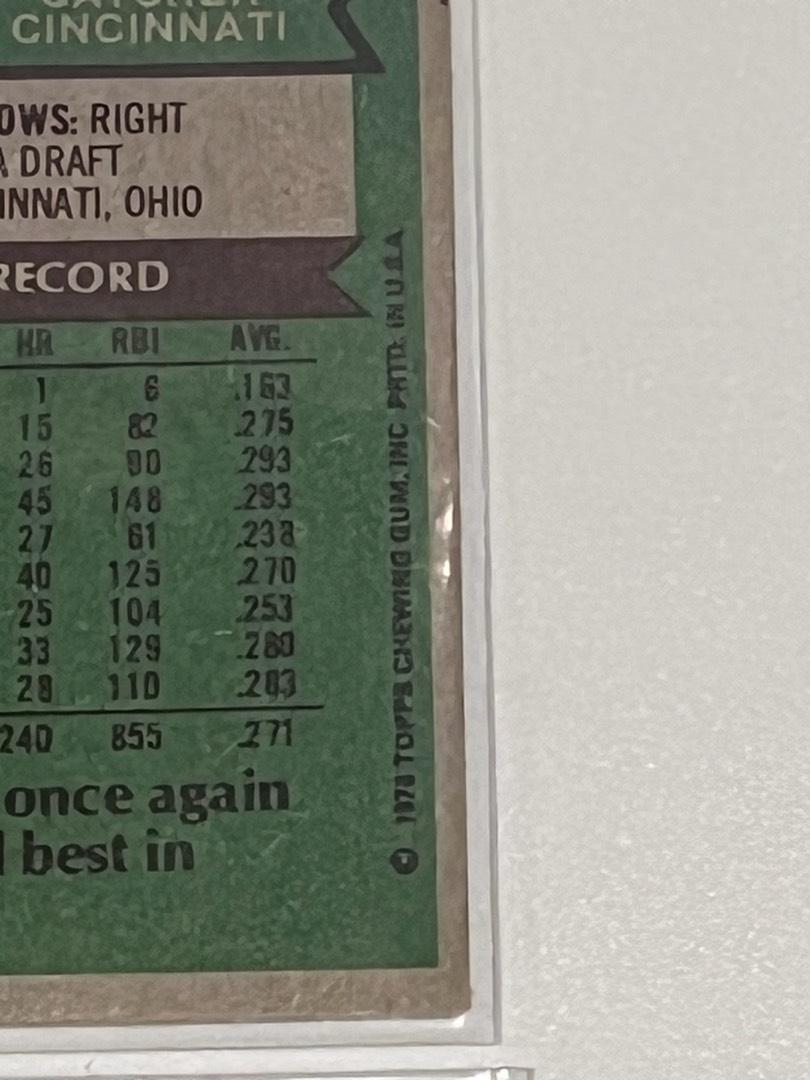 CATCHER
CINCINNATI
OWS: RIGHT
A DRAFT
INNATI, OHIO
RECORD
HR RBI AVG.
1 6 .163
15 82 .275
26 90 .293
45 148 .293
27 61 .238
40 125 .270
25 104 .253
33 129 .280
28 110 .283
240 855 .271
once again
best in
© 1976 TOPPS CHEWING GUM, INC PRTD. IN U.S.A.